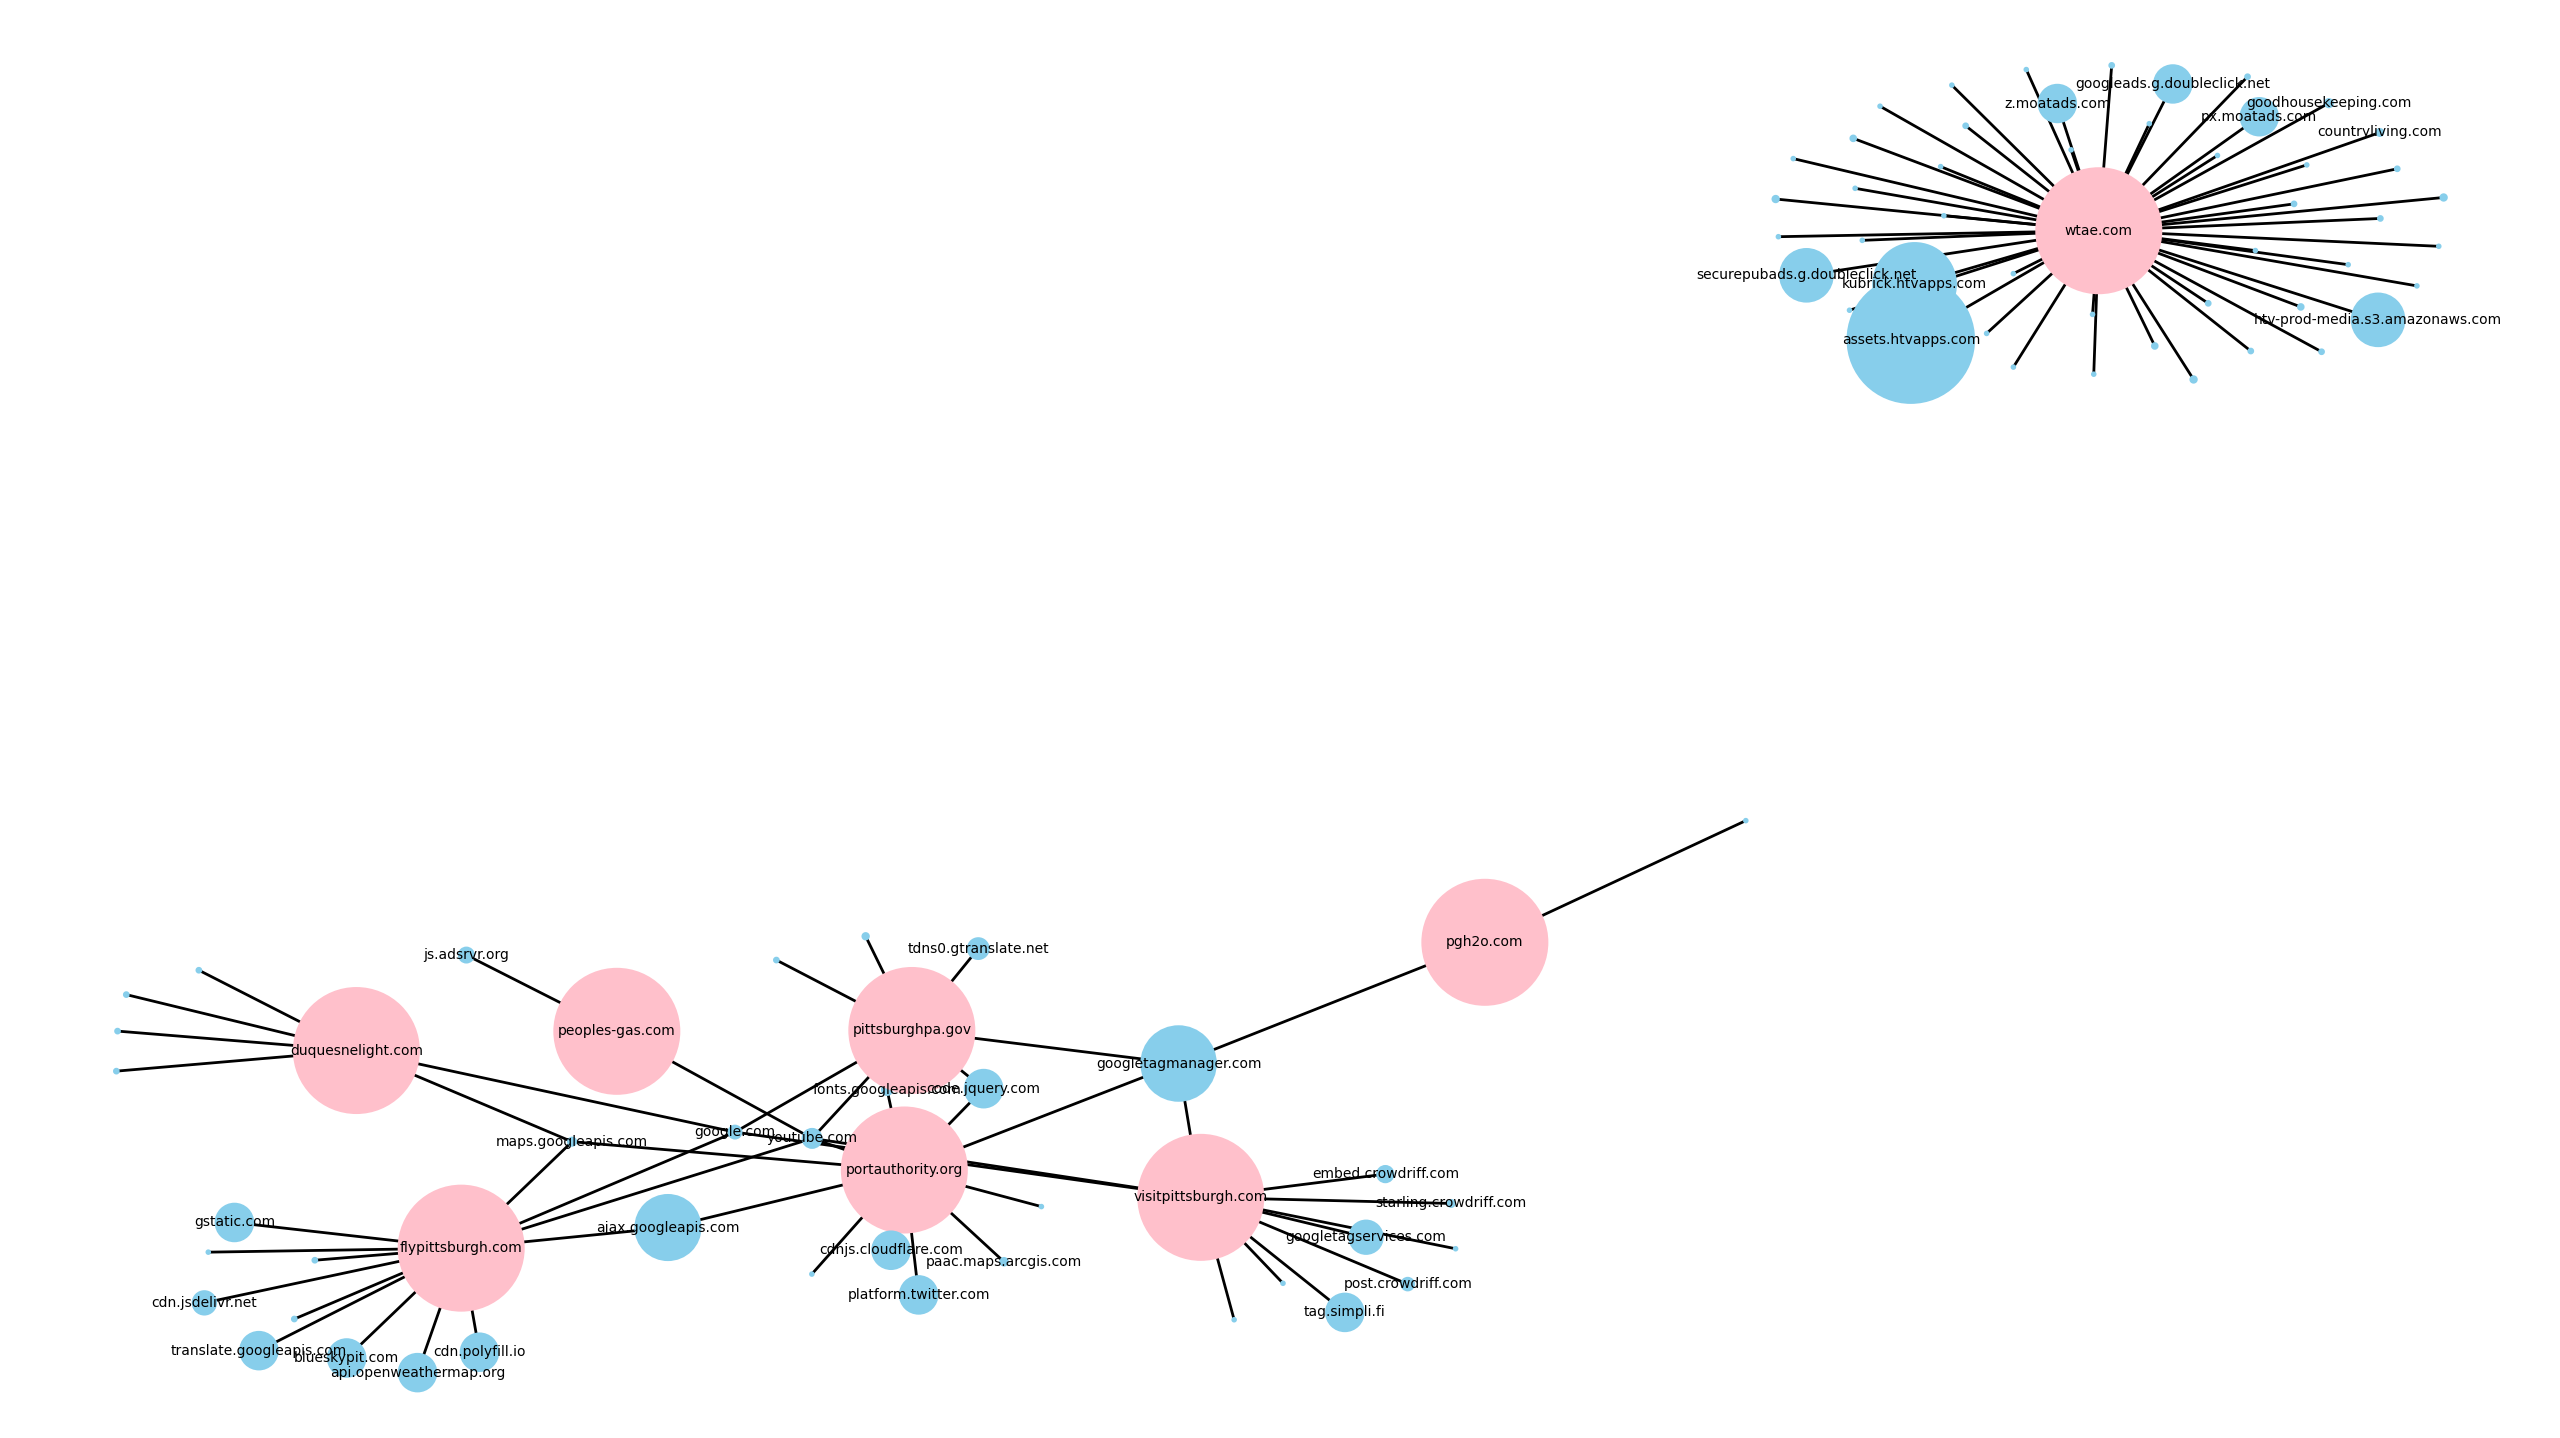 googleads.g.doubleclick.net
z.moatads.com
goodhousekeeping.com
px.moatads.com
countryliving.com
wtae.com
securepubads.g.doubleclick.net
kubrick.htvapps.com
htv-prod-media.s3.amazonaws.com
assets.htvapps.com
pgh2o.com
js.adsrvr.org
tdns0.gtranslate.net
peoples-gas.com
pittsburghpa.gov
duquesnelight.com
googletagmanager.com
fonts.googleapis.com
code.jquery.com
google.com
youtube.com
maps.googleapis.com
portauthority.org
embed.crowdriff.com
visitpittsburgh.com
starling.crowdriff.com
gstatic.com
ajax.googleapis.com
googletagservices.com
flypittsburgh.com
cdnjs.cloudflare.com
paac.maps.arcgis.com
post.crowdriff.com
platform.twitter.com
cdn.jsdelivr.net
tag.simpli.fi
translate.googleapis.com
blueskypit.com
cdn.polyfill.io
api.openweathermap.org